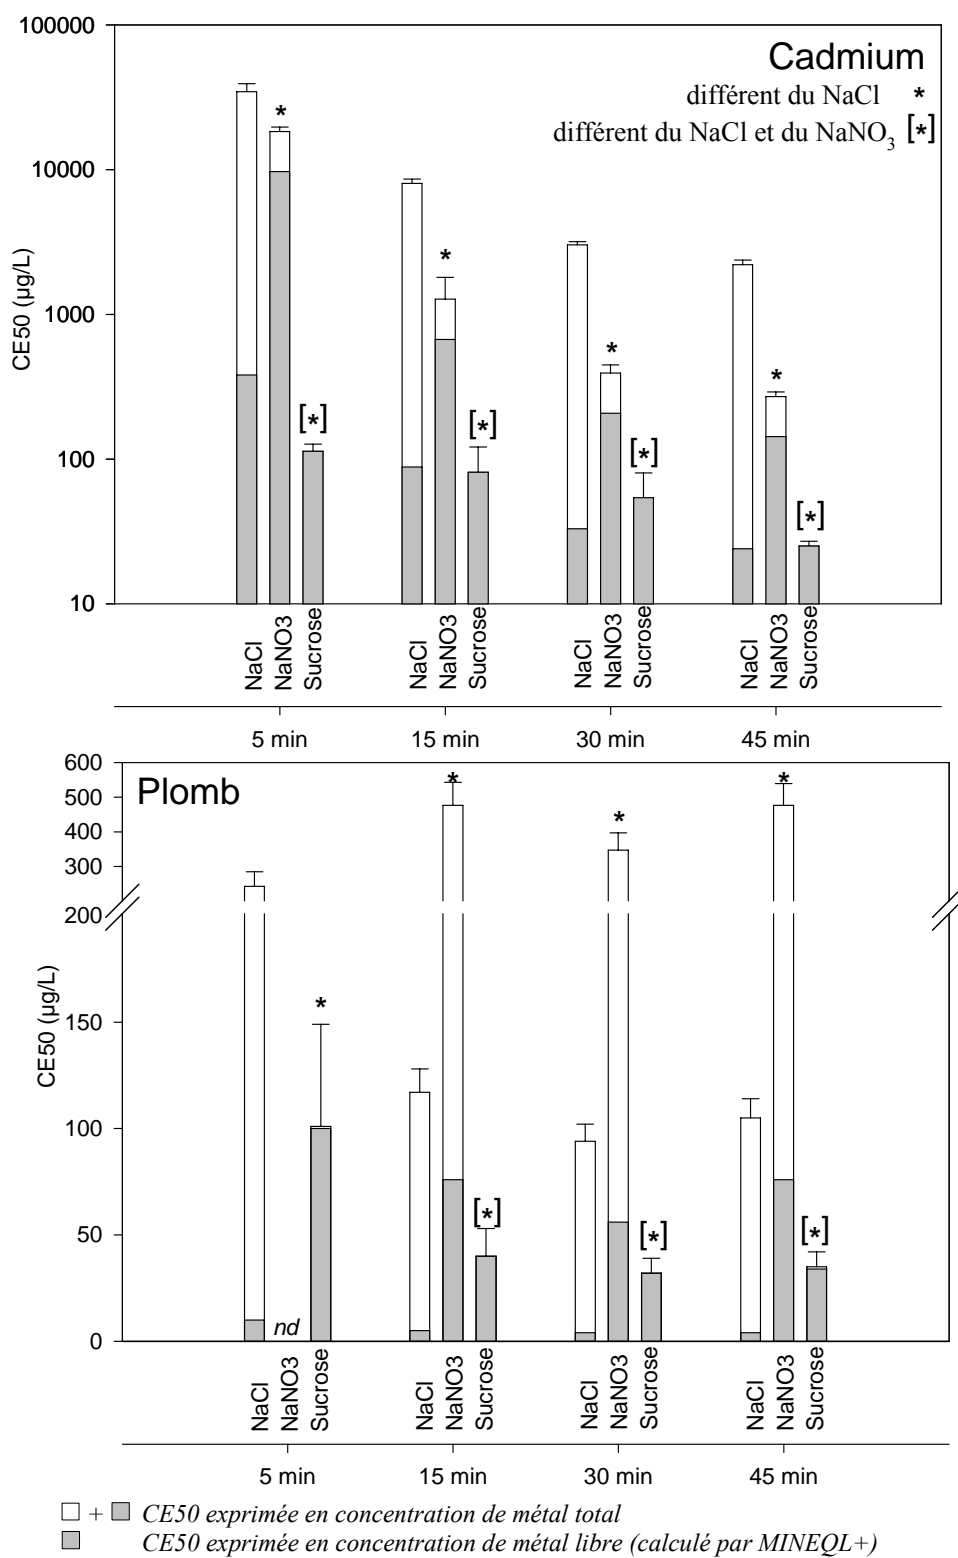 100000
10000
1000
100
10
CE50 (µg/L)
Cadmium
différent du NaCl *
différent du NaCl et du NaNO3 [*]
*
[*]
*
[*]
*
[*]
*
[*]
NaCl
NaNO3
Sucrose
NaCl
NaNO3
Sucrose
NaCl
NaNO3
Sucrose
NaCl
NaNO3
Sucrose
5 min
15 min
30 min
45 min
600
500
400
300
200
150
100
50
0
CE50 (µg/L)
Plomb
nd
*
*
[*]
*
[*]
*
[*]
NaCl
NaNO3
Sucrose
NaCl
NaNO3
Sucrose
NaCl
NaNO3
Sucrose
NaCl
NaNO3
Sucrose
5 min
15 min
30 min
45 min
+ CE50 exprimée en concentration de métal total
CE50 exprimée en concentration de métal libre (calculé par MINEQL+)